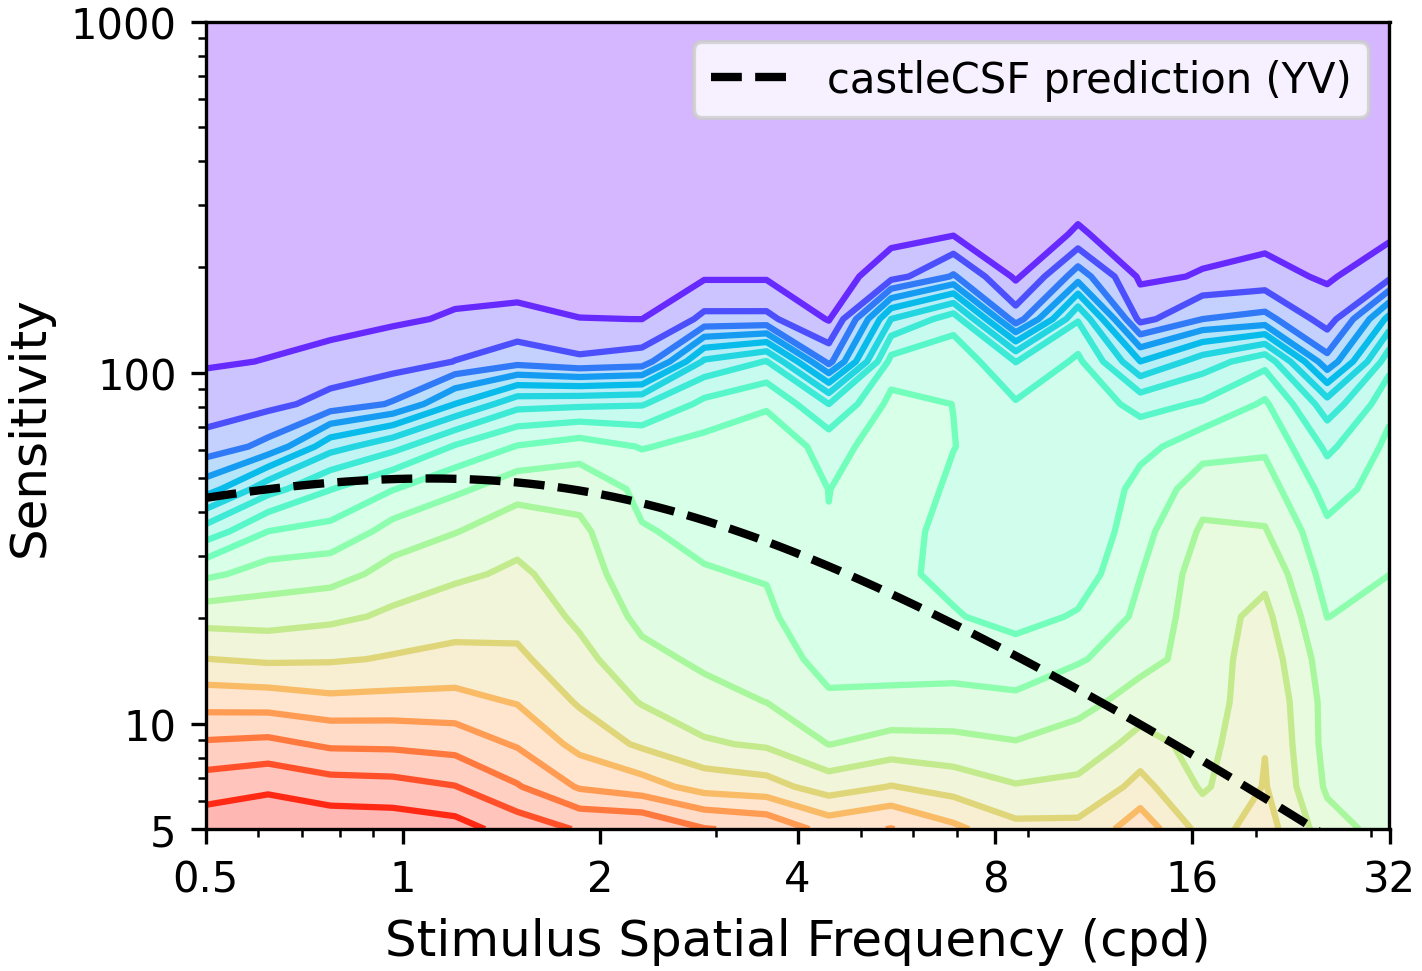 1000
castleCSF prediction (YV)
Sensitivity
100
10
5
0.5 1 2 4 8 16 32
Stimulus Spatial Frequency (cpd)